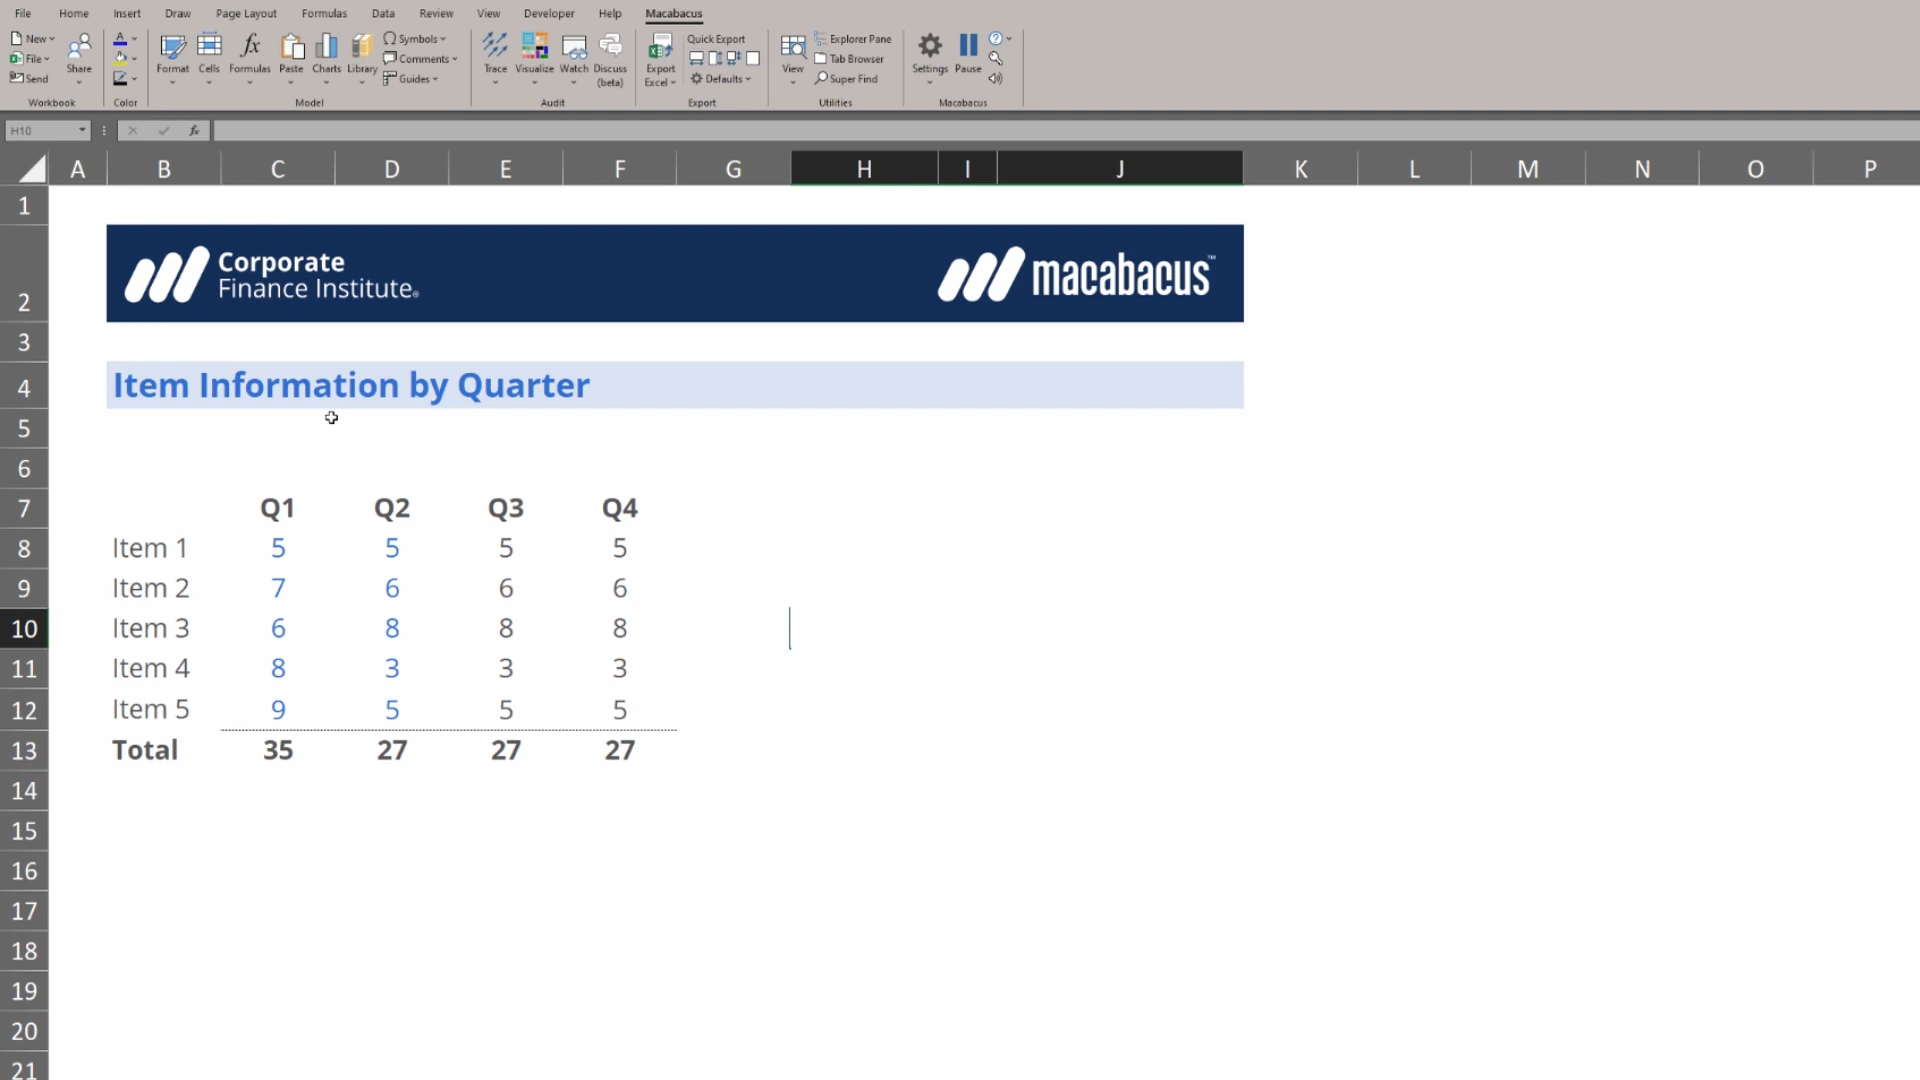 File Home Insert Draw Page Layout Formulas Data Review View Developer Help Macabacus
New File Send Share Workbook
Color
Format Cells Formulas Paste Charts Library Symbols Comments Guides Model
Trace Visualize Watch Discuss (beta) Audit
Export Excel Quick Export Defaults Export
View Explorer Pane Tab Browser Super Find Utilities
Settings Pause Macabacus
H10 fx
A B C D E F G H I J K L M N O P
1
2 Corporate Finance Institute® macabacus™
3
4 Item Information by Quarter
5
6
7 Q1 Q2 Q3 Q4
8 Item 1 5 5 5 5
9 Item 2 7 6 6 6
10 Item 3 6 8 8 8
11 Item 4 8 3 3 3
12 Item 5 9 5 5 5
13 Total 35 27 27 27
14
15
16
17
18
19
20
21